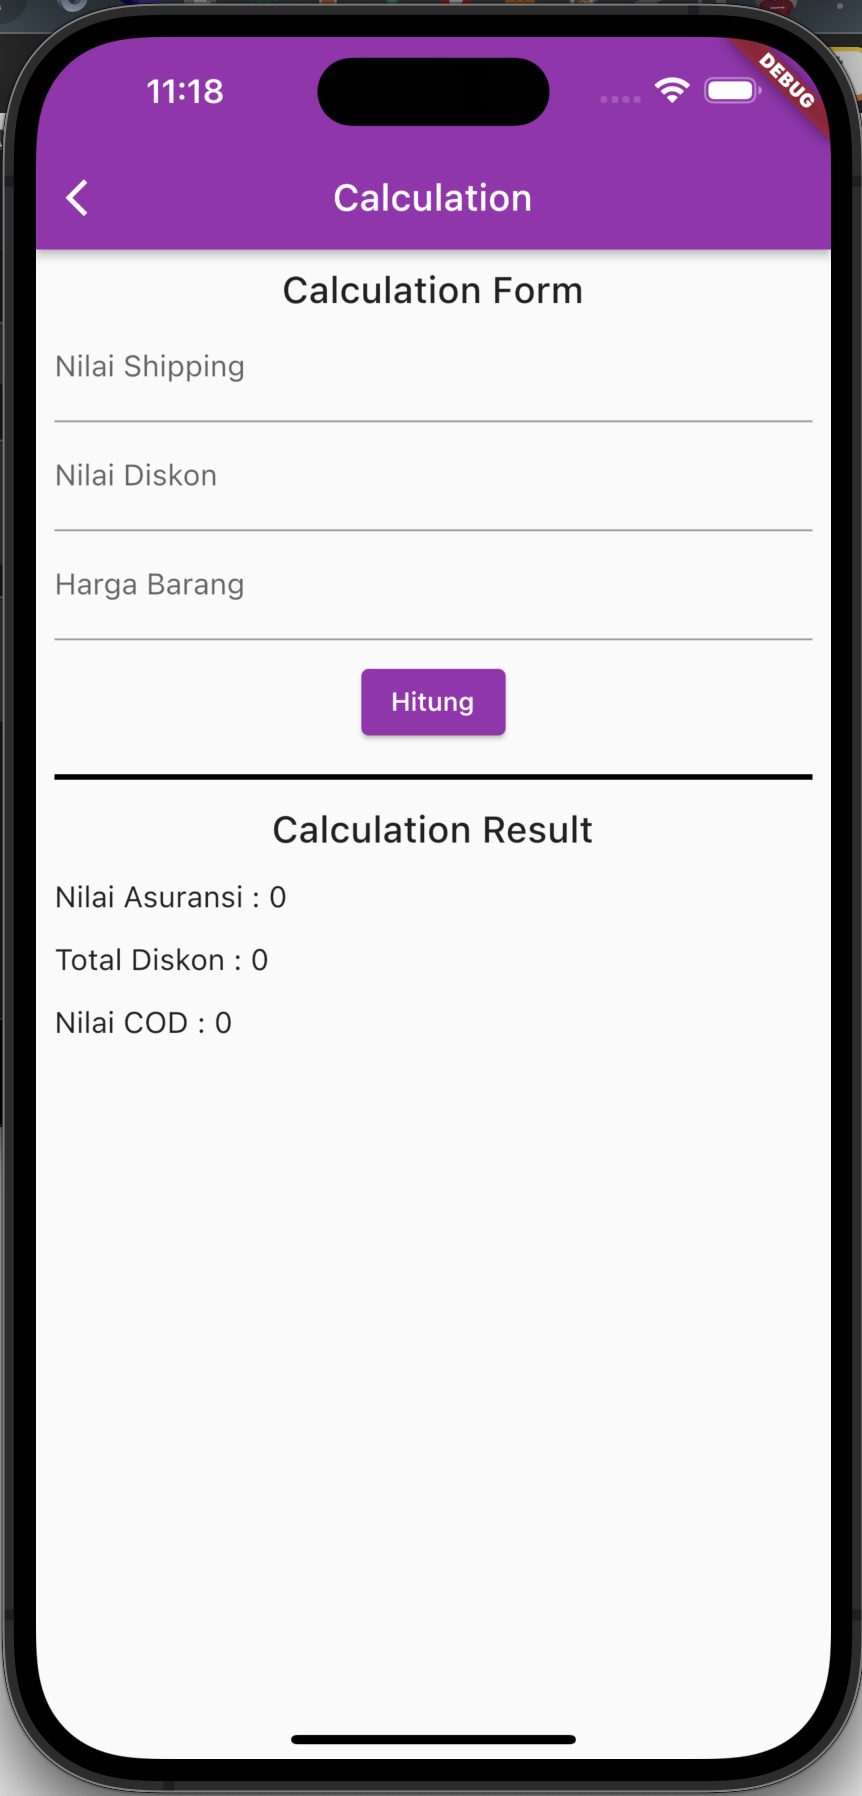 11:18
DEBUG
Calculation
Calculation Form
Nilai Shipping
Nilai Diskon
Harga Barang
Hitung
Calculation Result
Nilai Asuransi : 0
Total Diskon : 0
Nilai COD : 0